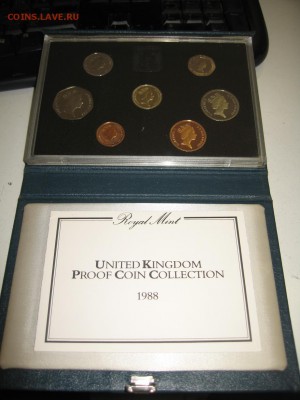 COINS.LAVE.RU
Royal Mint
UNITED KINGDOM
PROOF COIN COLLECTION
1988